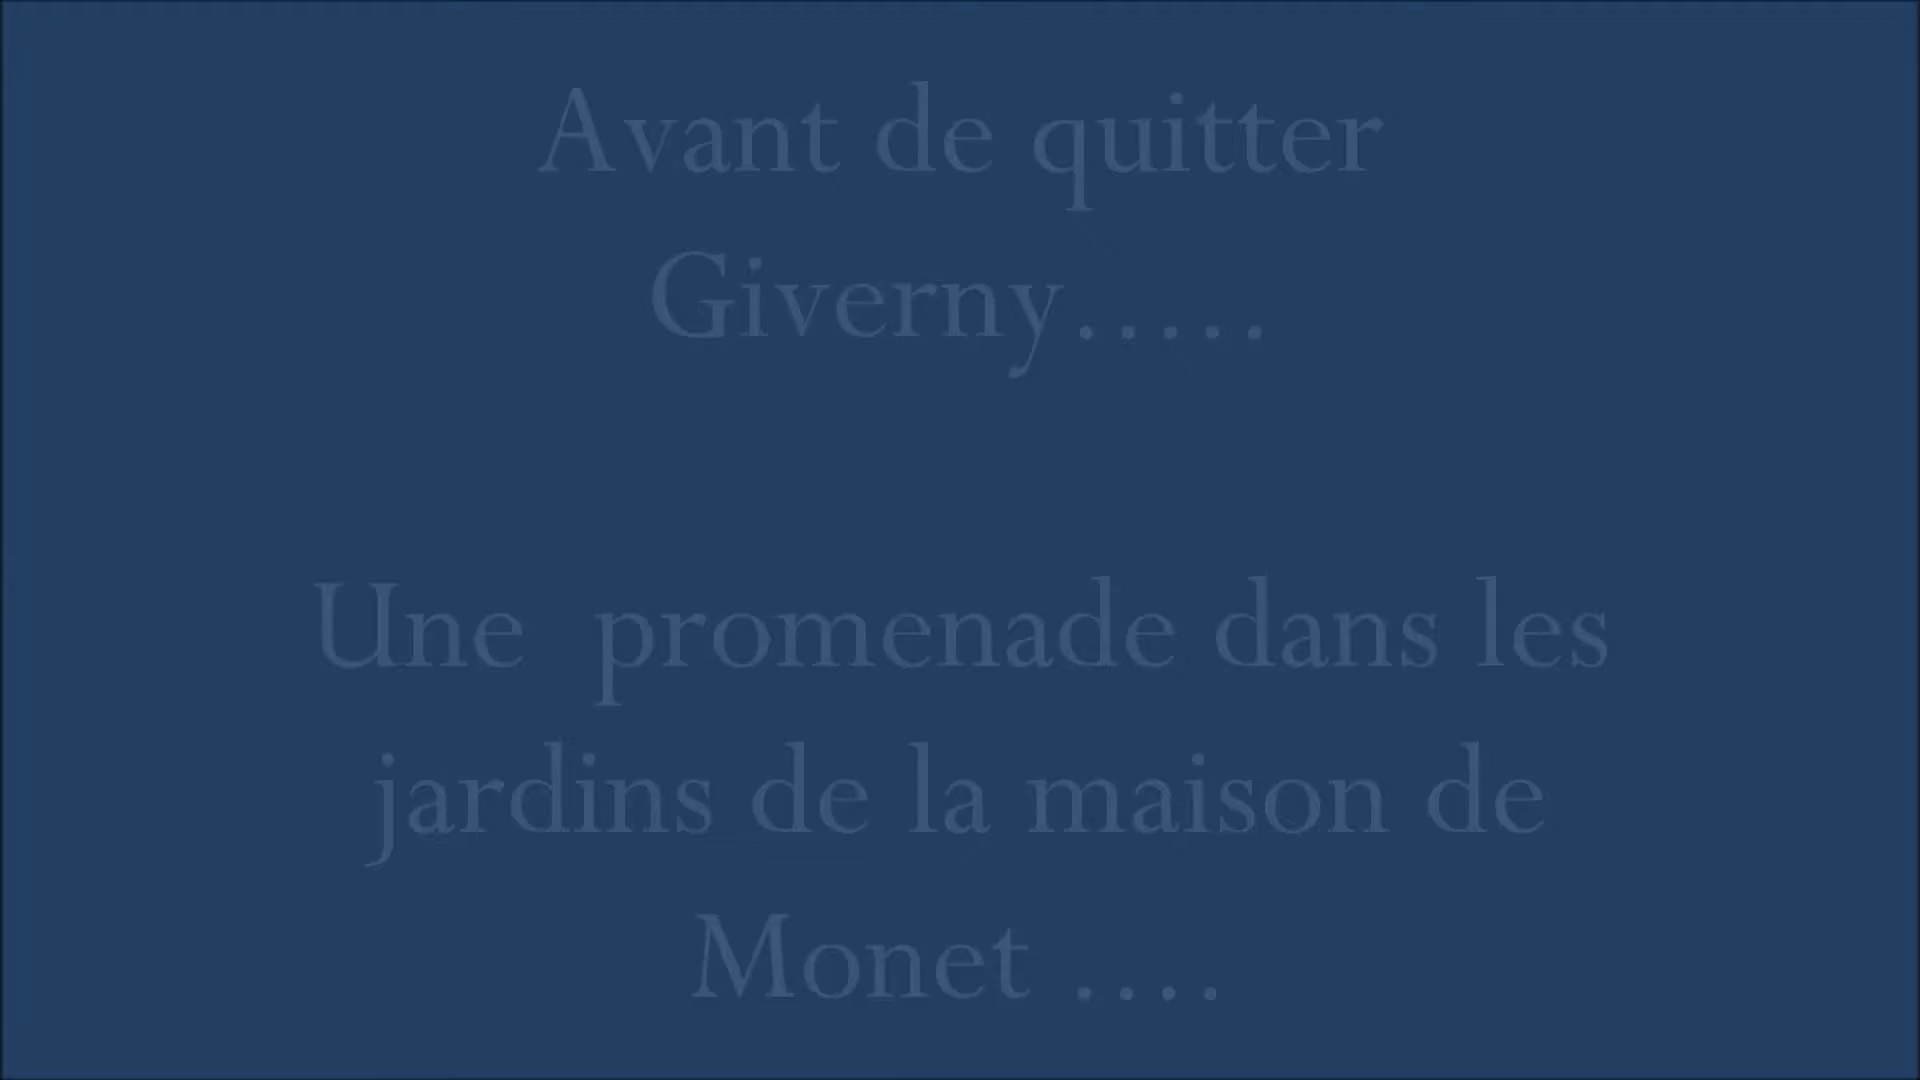 Avant de quitter
Giverny.....
Une  promenade dans les
jardins de la maison de
Monet ....